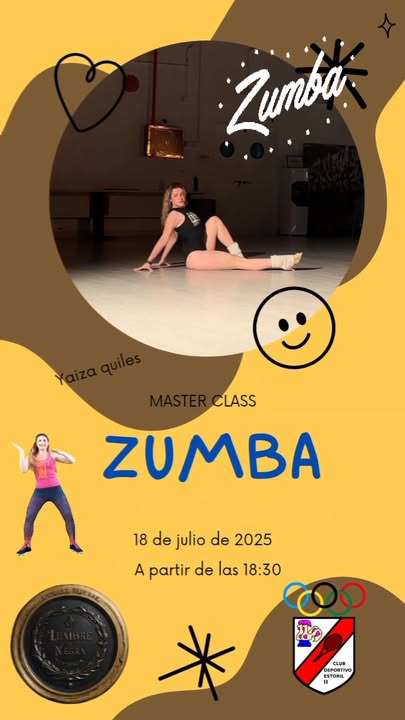 Zumba
Yaiza quiles
MASTER CLASS
ZUMBA
18 de julio de 2025
A partir de las 18:30
LUMBRE
NEGRA
CLUB
DEPORTIVO
ESTORIL
II